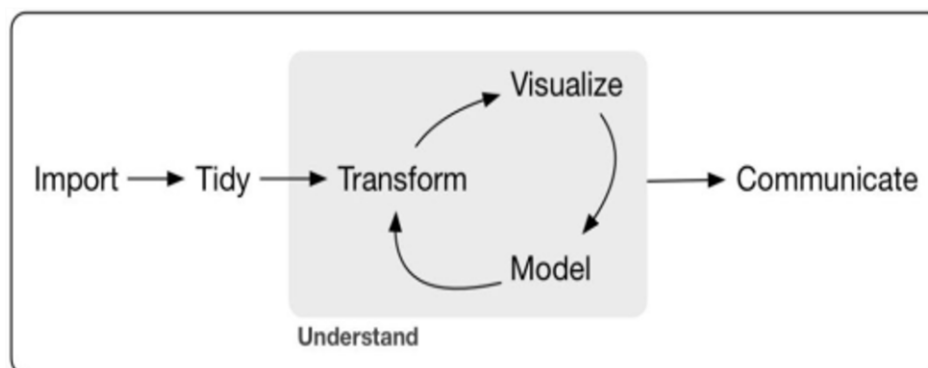 Visualize
Import Tidy Transform Communicate
Model
Understand